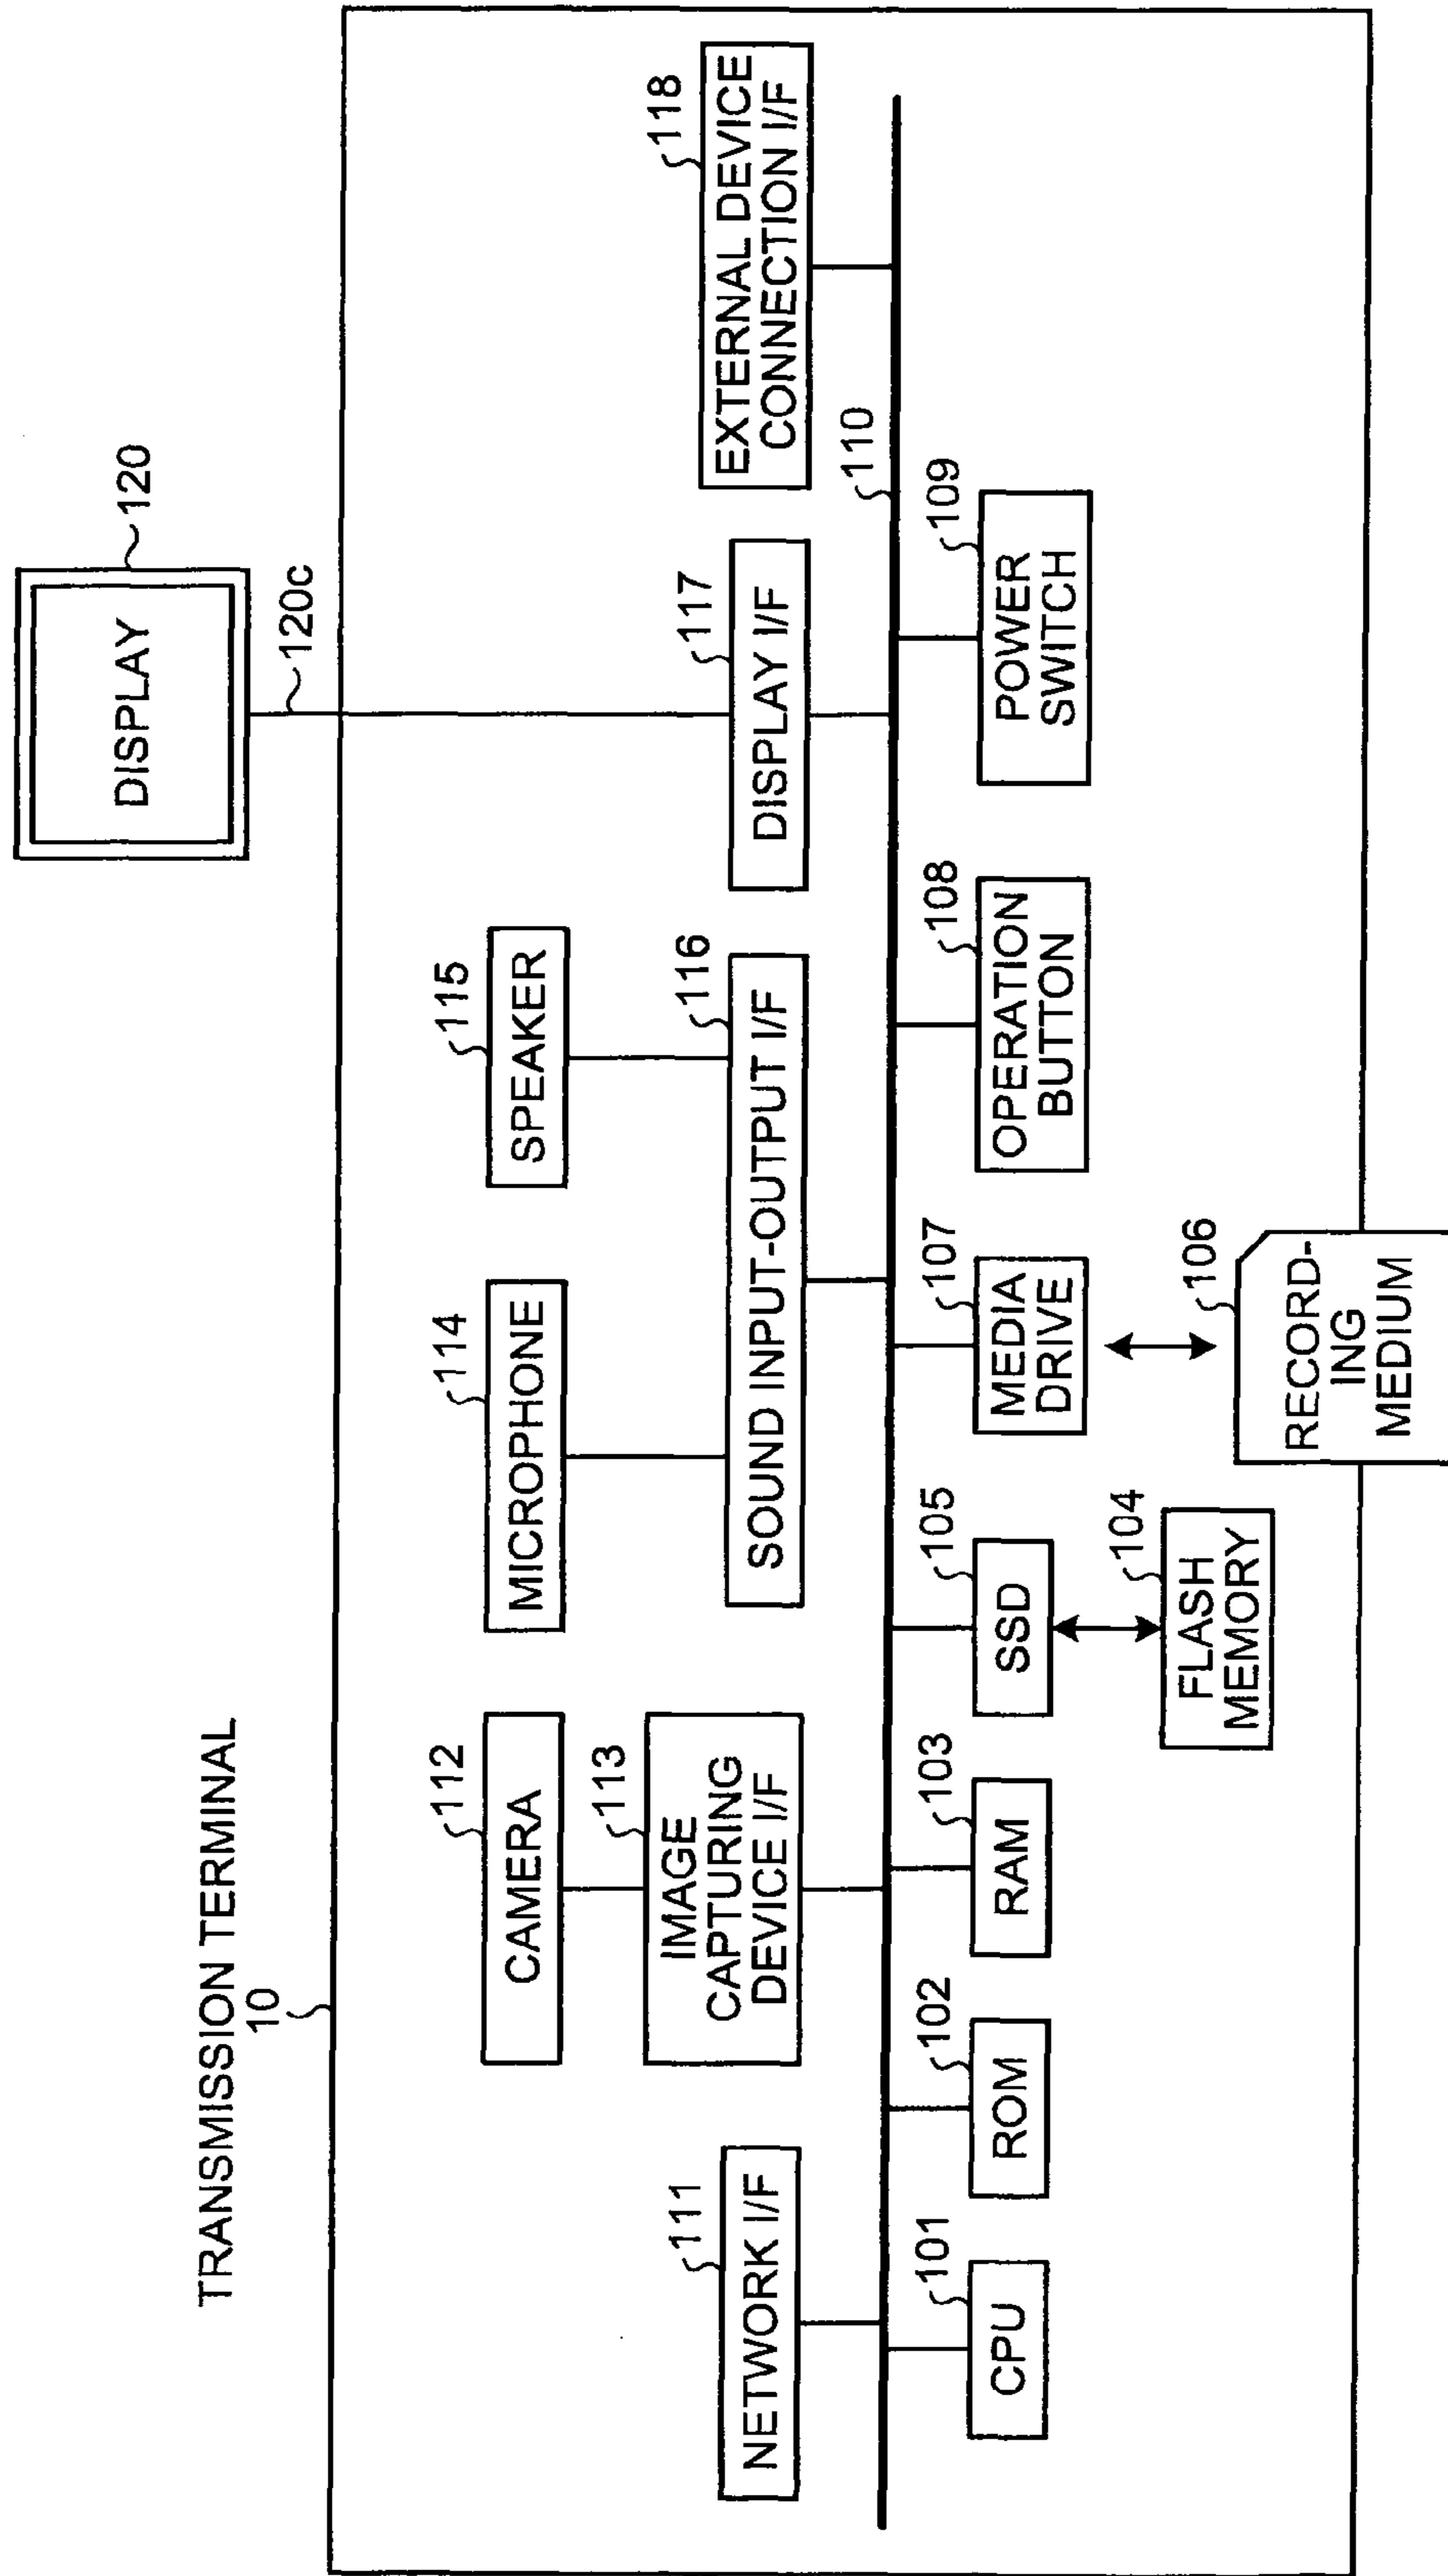 TRANSMISSION TERMINAL
10
DISPLAY
120
120c
CAMERA
112
MICROPHONE
114
SPEAKER
115
NETWORK I/F
111
IMAGE
CAPTURING
DEVICE I/F
113
SOUND INPUT-OUTPUT I/F
116
DISPLAY I/F
117
EXTERNAL DEVICE
CONNECTION I/F
118
110
CPU
101
ROM
102
RAM
103
SSD
105
MEDIA
DRIVE
107
OPERATION
BUTTON
108
POWER
SWITCH
109
FLASH
MEMORY
104
RECORD-
ING
MEDIUM
106